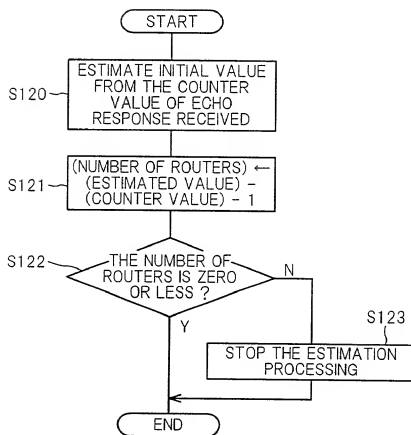 START
S120
ESTIMATE INITIAL VALUE
FROM THE COUNTER
VALUE OF ECHO
RESPONSE RECEIVED
S121
(NUMBER OF ROUTERS) ←
(ESTIMATED VALUE) -
(COUNTER VALUE) - 1
S122
THE NUMBER OF
ROUTERS IS ZERO
OR LESS ?
N
Y
S123
STOP THE ESTIMATION
PROCESSING
END